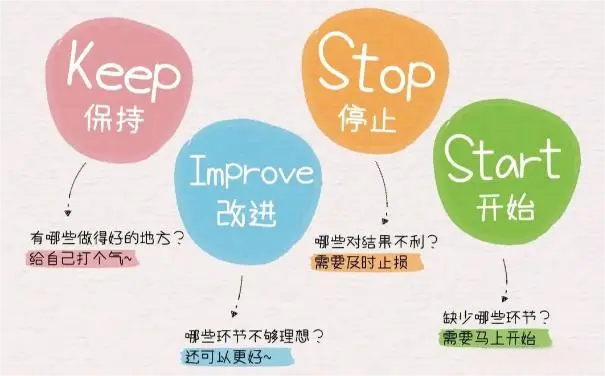 Keep
保持
有哪些做得好的地方?
给自己打个气~
Improve
改进
哪些环节不够理想?
还可以更好~
Stop
停止
哪些对结果不利?
需要及时止损
Start
开始
缺少哪些环节?
需要马上开始